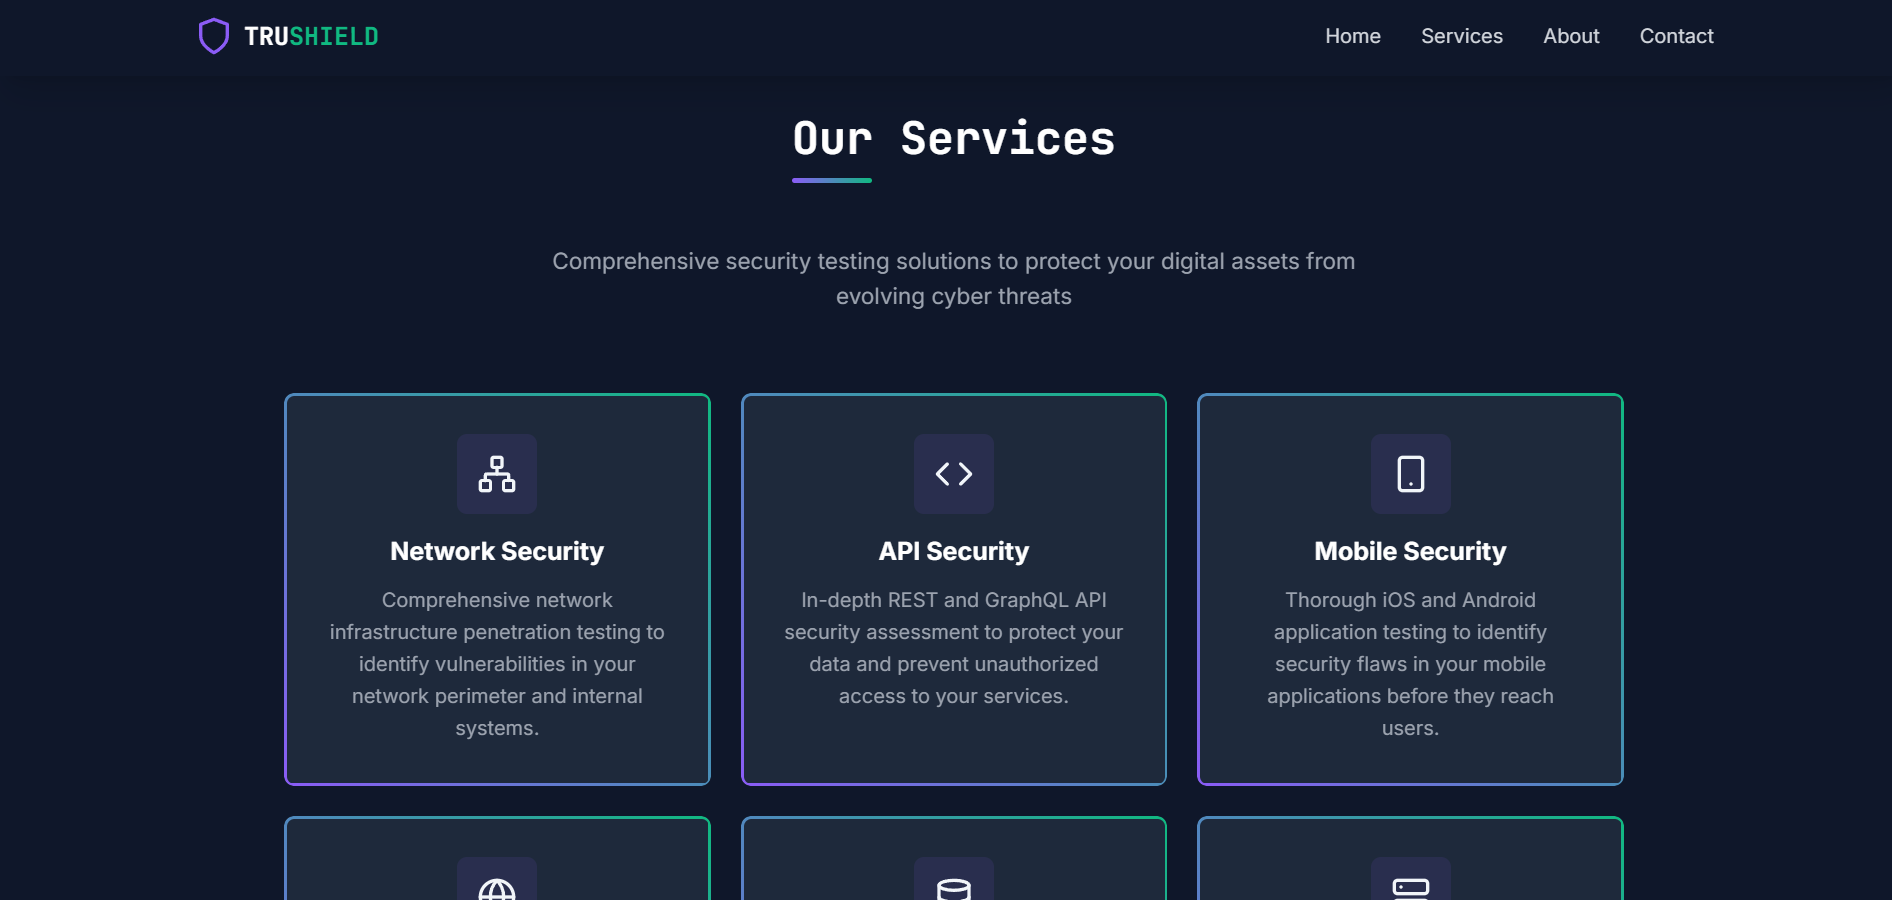 TRUSHIELD
Home
Services
About
Contact
Our Services
Comprehensive security testing solutions to protect your digital assets from
evolving cyber threats
Network Security
Comprehensive network
infrastructure penetration testing to
identify vulnerabilities in your
network perimeter and internal
systems.
API Security
In-depth REST and GraphQL API
security assessment to protect your
data and prevent unauthorized
access to your services.
Mobile Security
Thorough iOS and Android
application testing to identify
security flaws in your mobile
applications before they reach
users.